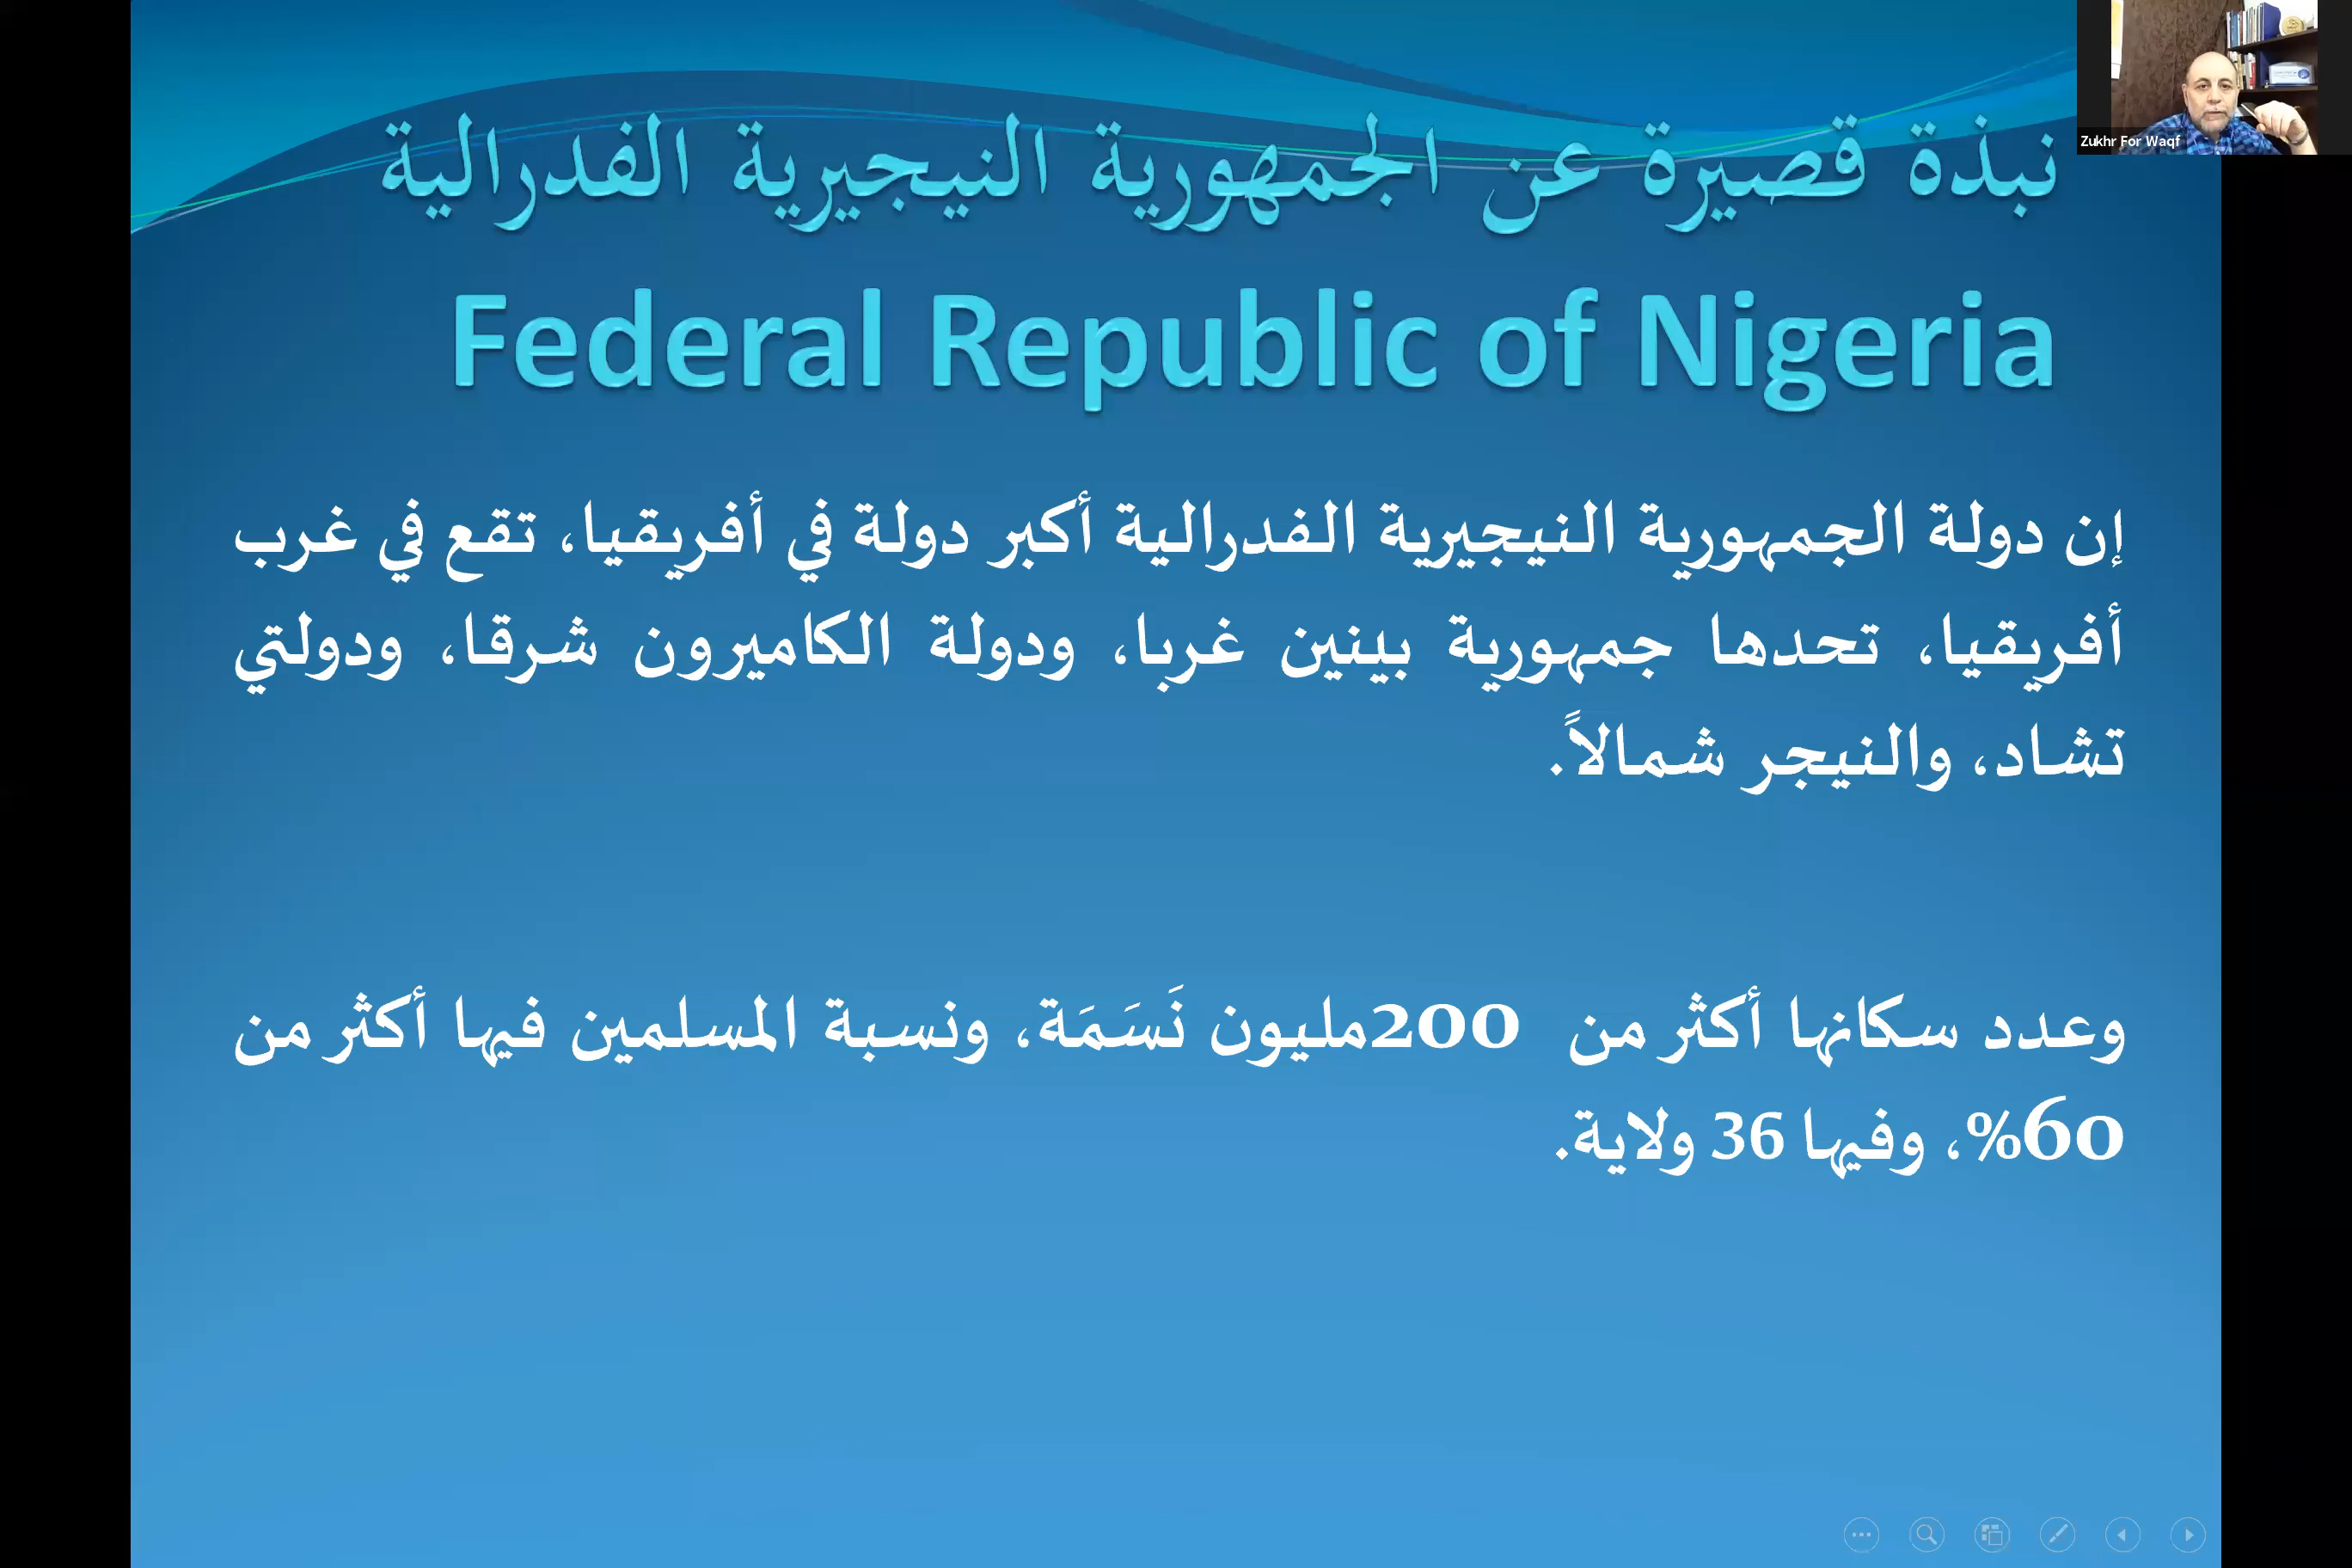 نبذة قصيرة عن الجمهورية النيجيرية الفدرالية
Federal Republic of Nigeria
إن دولة الجمهورية النيجيرية الفدرالية أكبر دولة في أفريقيا، تقع في غرب
أفريقيا، تحدها جمهورية بينين غربا، ودولة الكاميرون شرقا، ودولتي
تشاد، والنيجر شمالاً.
وعدد سكانها أكثر من 200مليون نَسَمَة، ونسبة المسلمين فيها أكثر من
60%، وفيها 36 ولاية.
Zukhr For Waqf